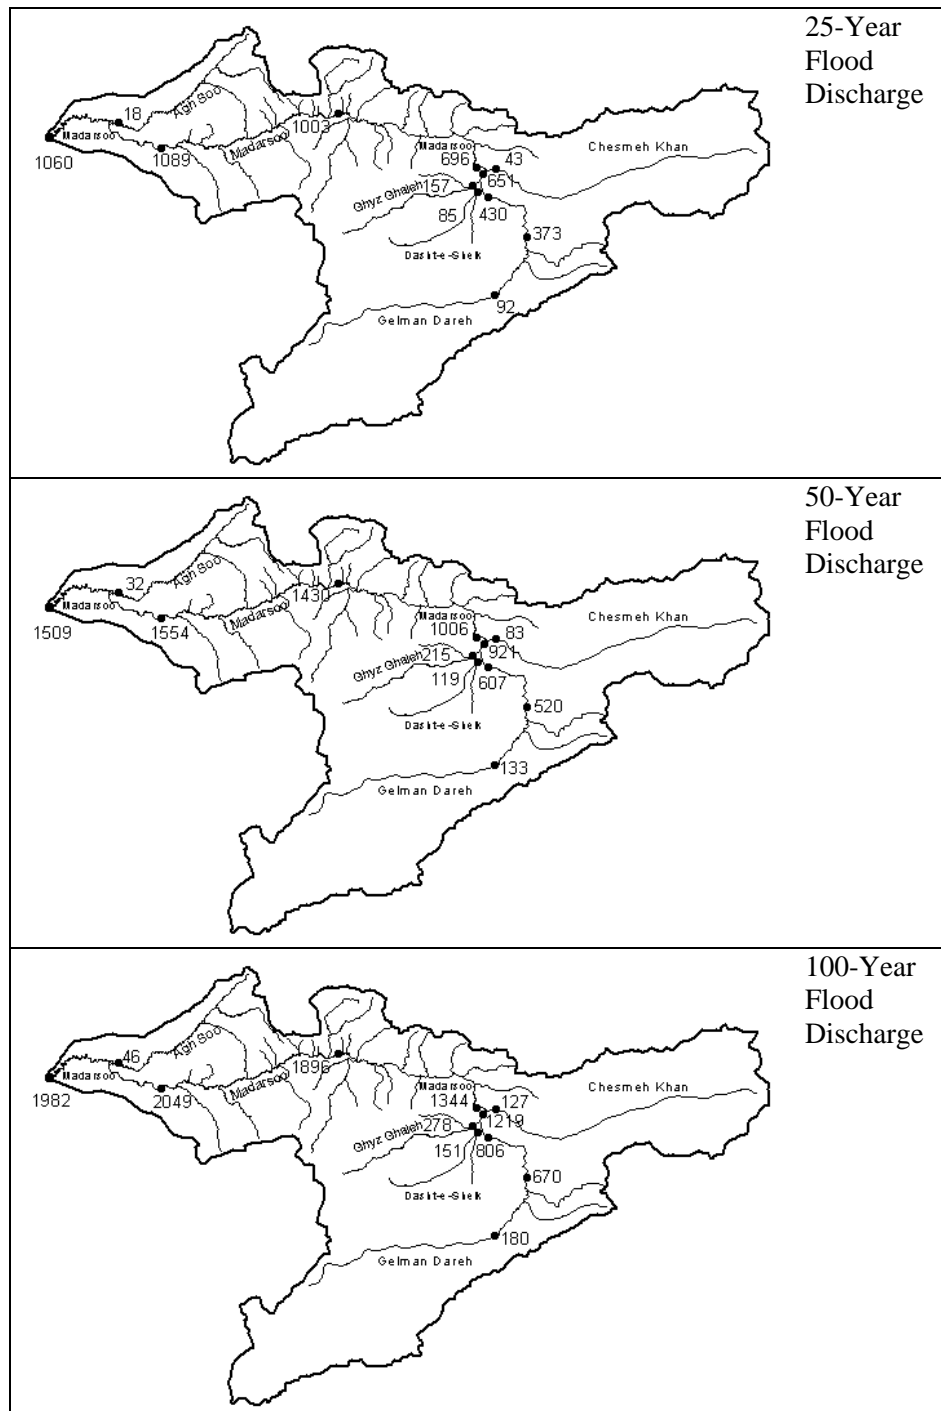 25-Year
Flood
Discharge
18
Agh Soo
Madarsoo
1060
1089
1003
Madarsoo
Madarsoo
696
43
Chesmeh Khan
651
157
Ghyz Ghaleh
85
430
373
Dasht-e-Sheik
92
Gelman Dareh
50-Year
Flood
Discharge
32
Agh Soo
Madarsoo
1509
1554
1430
Madarsoo
Madarsoo
1006
83
Chesmeh Khan
921
215
Ghyz Ghaleh
119
607
520
Dasht-e-Sheik
133
Gelman Dareh
100-Year
Flood
Discharge
46
Agh Soo
Madarsoo
1982
2049
1896
Madarsoo
Madarsoo
1344
127
Chesmeh Khan
1219
278
Ghyz Ghaleh
151
806
670
Dasht-e-Sheik
180
Gelman Dareh